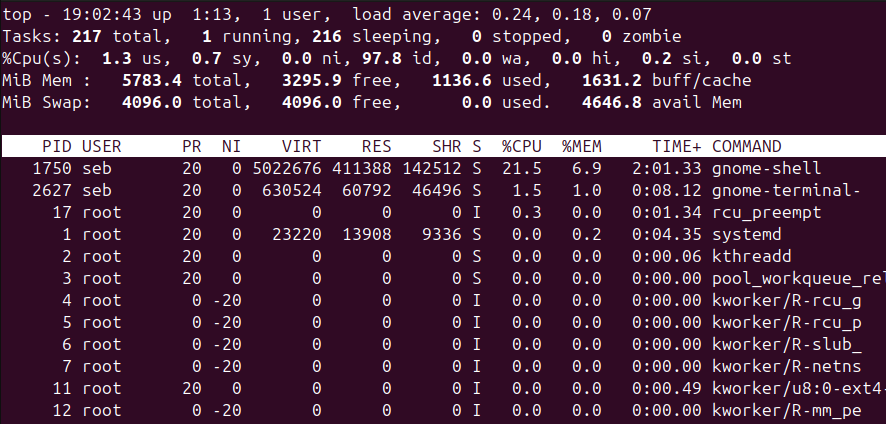 top - 19:02:43 up  1:13,  1 user,  load average: 0.24, 0.18, 0.07
Tasks: 217 total,   1 running, 216 sleeping,   0 stopped,   0 zombie
%Cpu(s):  1.3 us,  0.7 sy,  0.0 ni, 97.8 id,  0.0 wa,  0.0 hi,  0.2 si,  0.0 st
MiB Mem :   5783.4 total,   3295.9 free,   1136.6 used,   1631.2 buff/cache
MiB Swap:   4096.0 total,   4096.0 free,      0.0 used.   4646.8 avail Mem
PID USER      PR  NI    VIRT    RES    SHR S  %CPU  %MEM     TIME+ COMMAND
1750 seb       20   0 5022676 411388 142512 S  21.5   6.9   2:01.33 gnome-shell
2627 seb       20   0  630524  60792  46496 S   1.5   1.0   0:08.12 gnome-terminal-
17 root      20   0       0      0      0 I   0.3   0.0   0:01.34 rcu_preempt
1 root      20   0   23220  13908   9336 S   0.0   0.2   0:04.35 systemd
2 root      20   0       0      0      0 S   0.0   0.0   0:00.06 kthreadd
3 root      20   0       0      0      0 S   0.0   0.0   0:00.00 pool_workqueue_rel
4 root       0 -20       0      0      0 I   0.0   0.0   0:00.00 kworker/R-rcu_g
5 root       0 -20       0      0      0 I   0.0   0.0   0:00.00 kworker/R-rcu_p
6 root       0 -20       0      0      0 I   0.0   0.0   0:00.00 kworker/R-slub_
7 root       0 -20       0      0      0 I   0.0   0.0   0:00.00 kworker/R-netns
11 root      20   0       0      0      0 I   0.0   0.0   0:00.49 kworker/u8:0-ext4-
12 root       0 -20       0      0      0 I   0.0   0.0   0:00.00 kworker/R-mm_pe